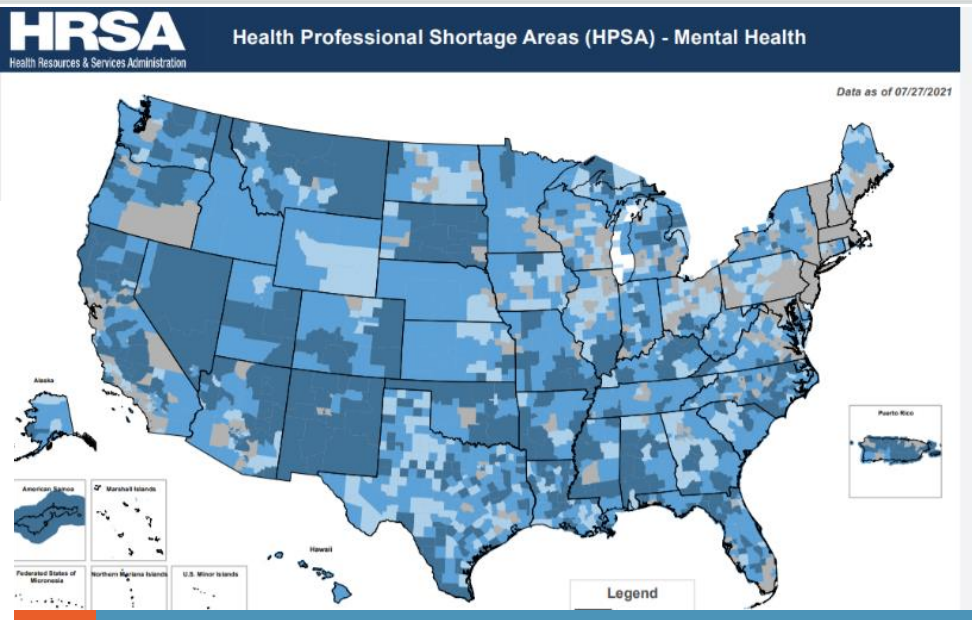 HRSA
Health Resources & Services Administration
Health Professional Shortage Areas (HPSA) - Mental Health
Data as of 07/27/2021
Alaska
Puerto Rico
American Samoa
Marshall Islands
Hawaii
Federated States of
Micronesia
Northern Mariana Islands
U.S. Minor Islands
Legend